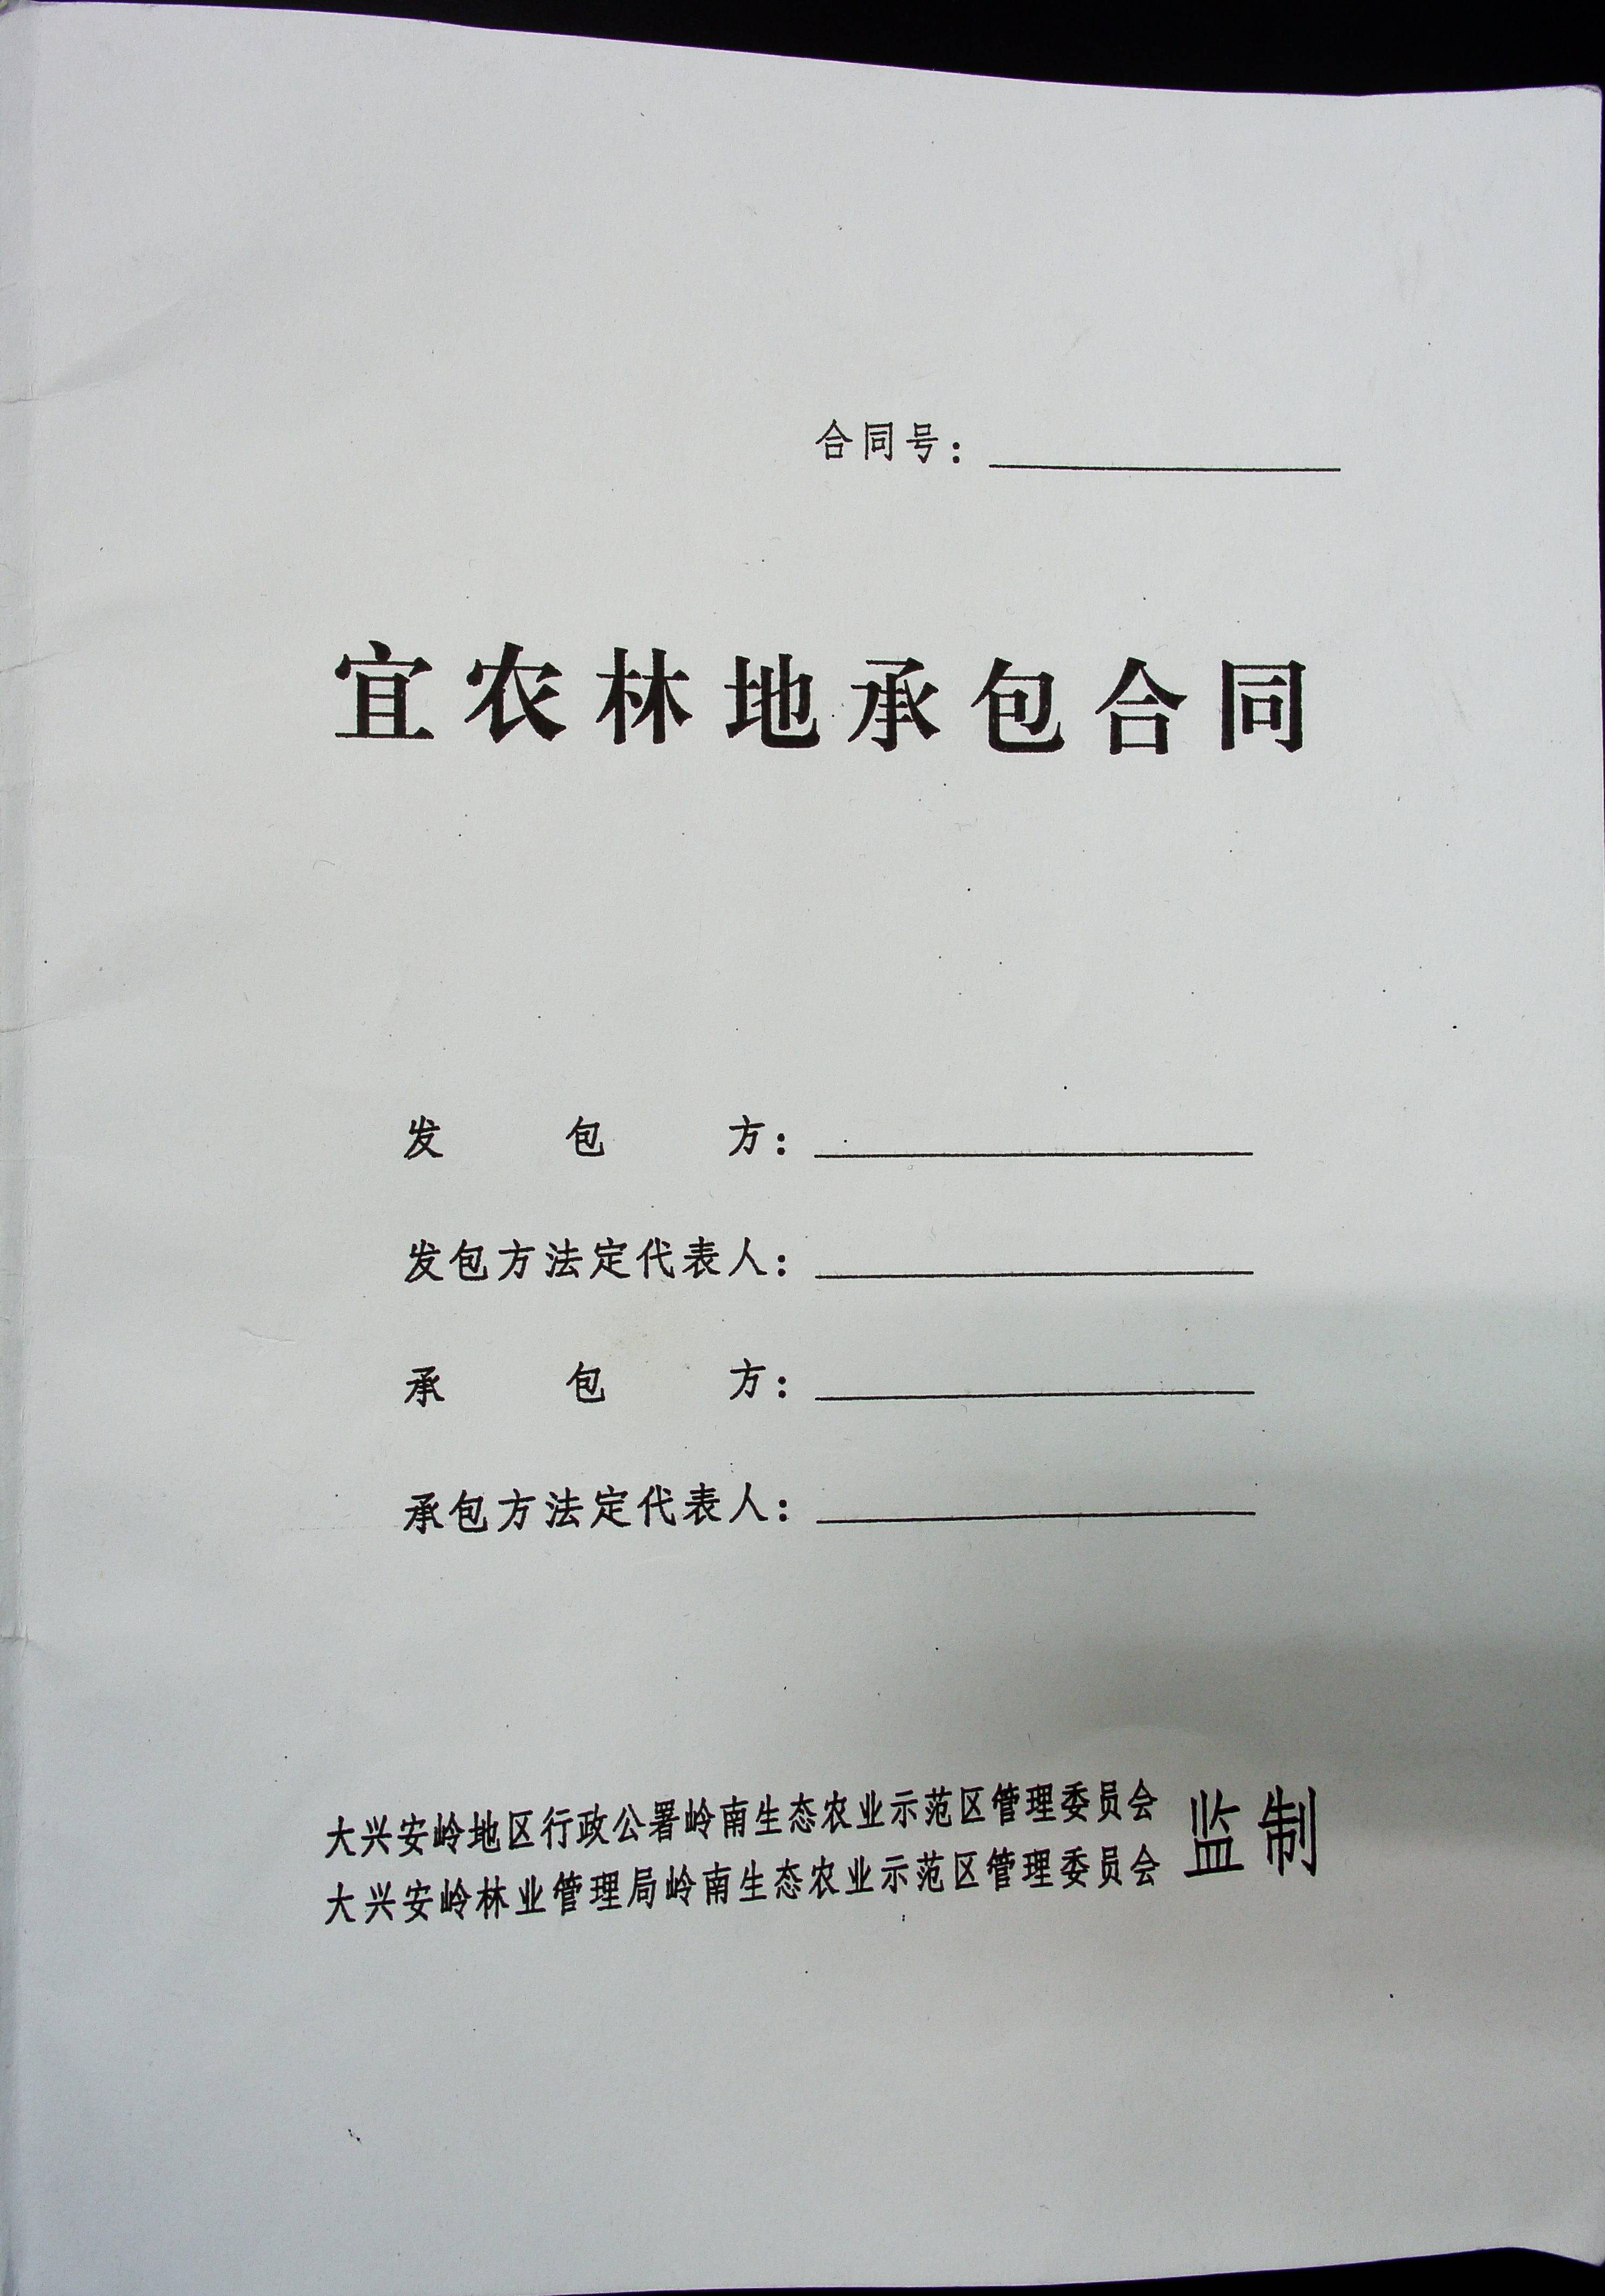 合同号：
宜农林地承包合同
发包方：
发包方法定代表人：
承包方：
承包方法定代表人：
大兴安岭地区行政公署岭南生态农业示范区管理委员会
大兴安岭林业管理局岭南生态农业示范区管理委员会
监制